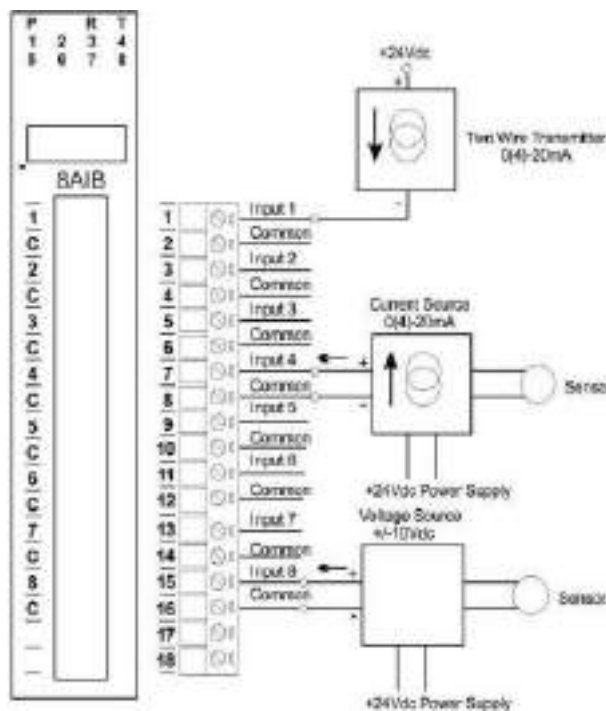 P R T
1 2 3 4
5 6 7 8
8AIB
1
C
2
C
3
C
4
C
5
C
6
C
7
C
8
C
1 Input 1
2 Common
3 Input 2
4 Common
5 Input 3
6 Common
7 Input 4
8 Common
9 Input 5
10 Common
11 Input 6
12 Common
13 Input 7
14 Common
15 Input 8
16 Common
17
18
+24Vdc
+
Two Wire Transmitter
0(4)-20mA
-
Current Source
0(4)-20mA
+
-
Senso
+24Vdc Power Supply
Voltage Source
+/-10Vdc
+
-
Sensor
+24Vdc Power Supply